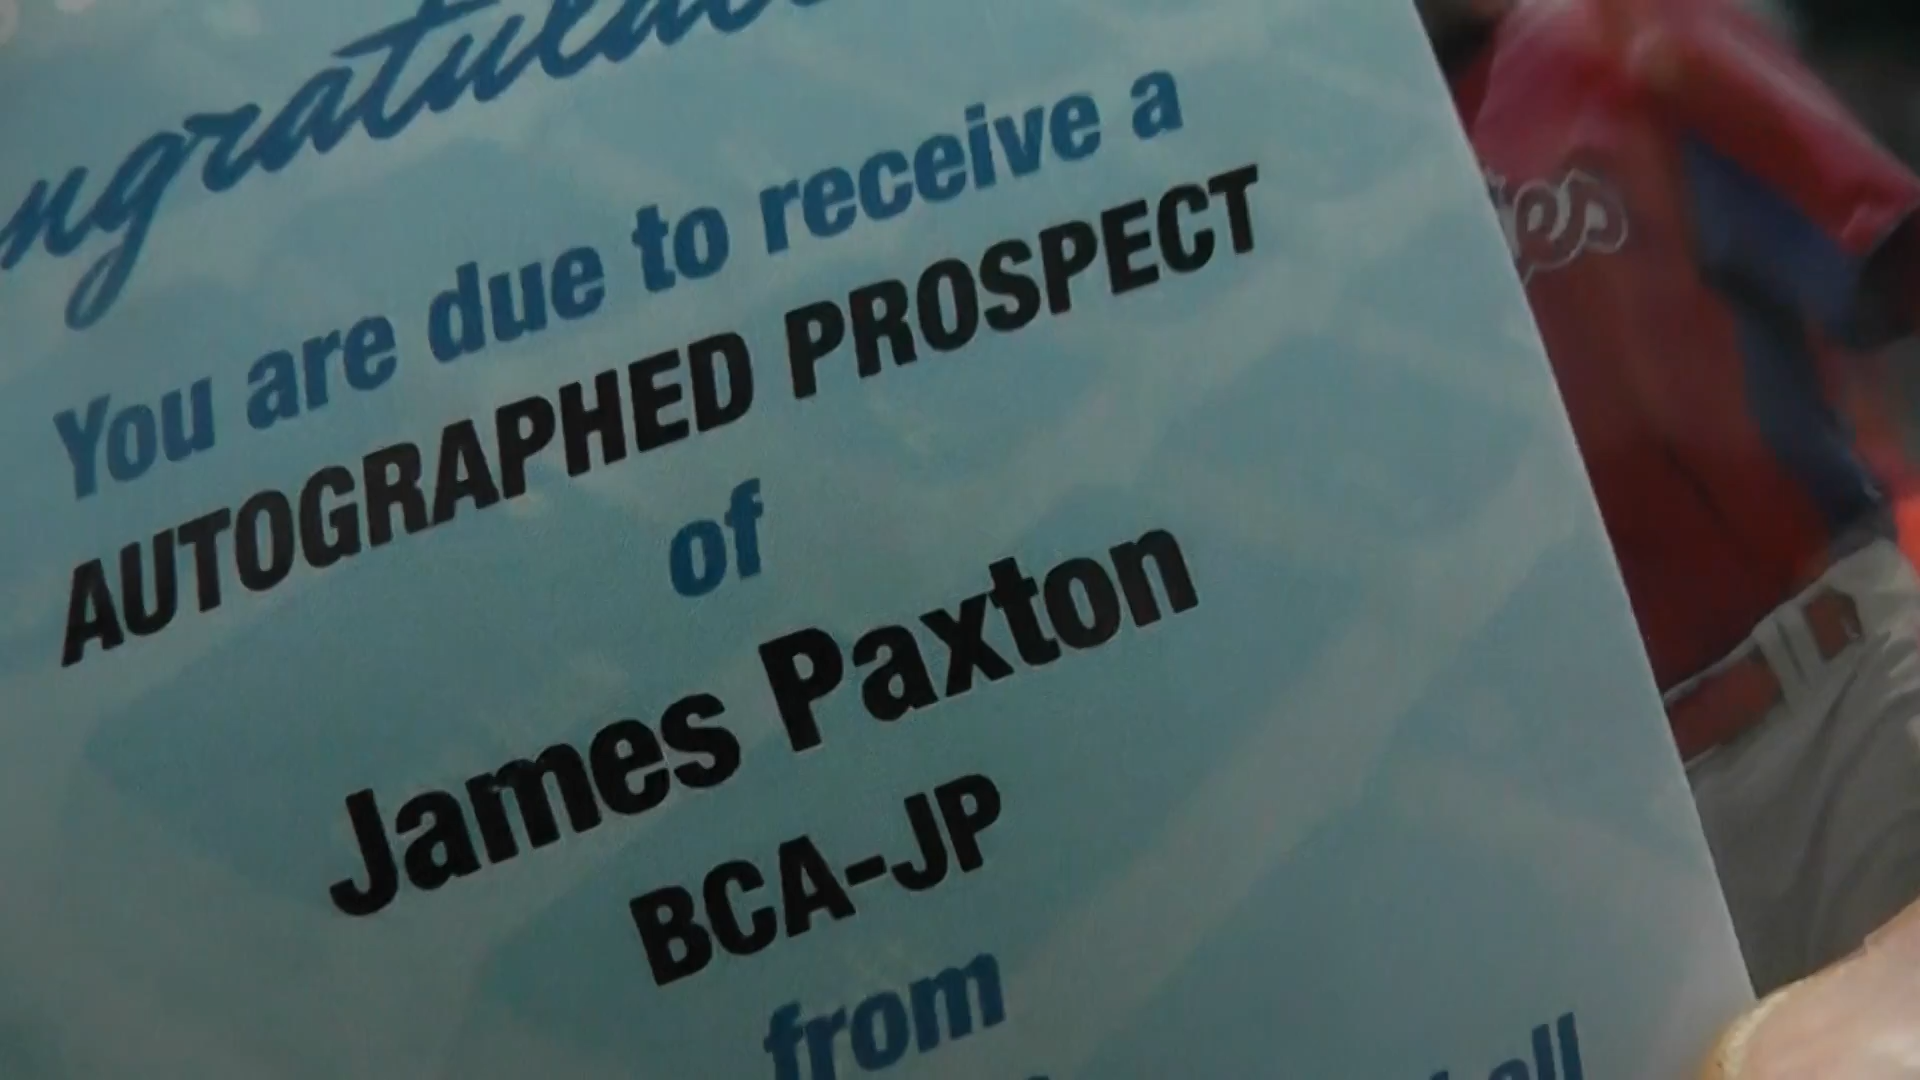 ngratula
You are due to receive a
AUTOGRAPHED PROSPECT
of
James Paxton
BCA-JP
from